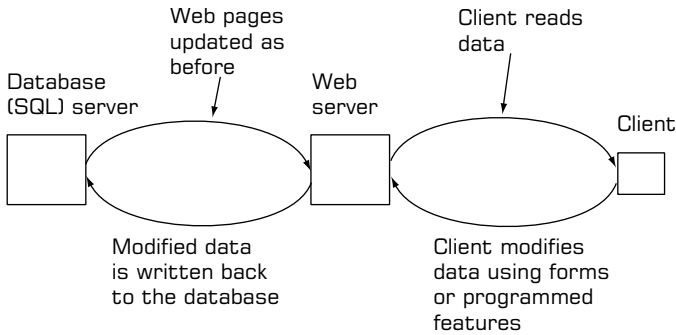 Web pages
updated as
before
Client reads
data
Database
(SQL) server
Web
server
Client
Modified data
is written back
to the database
Client modifies
data using forms
or programmed
features